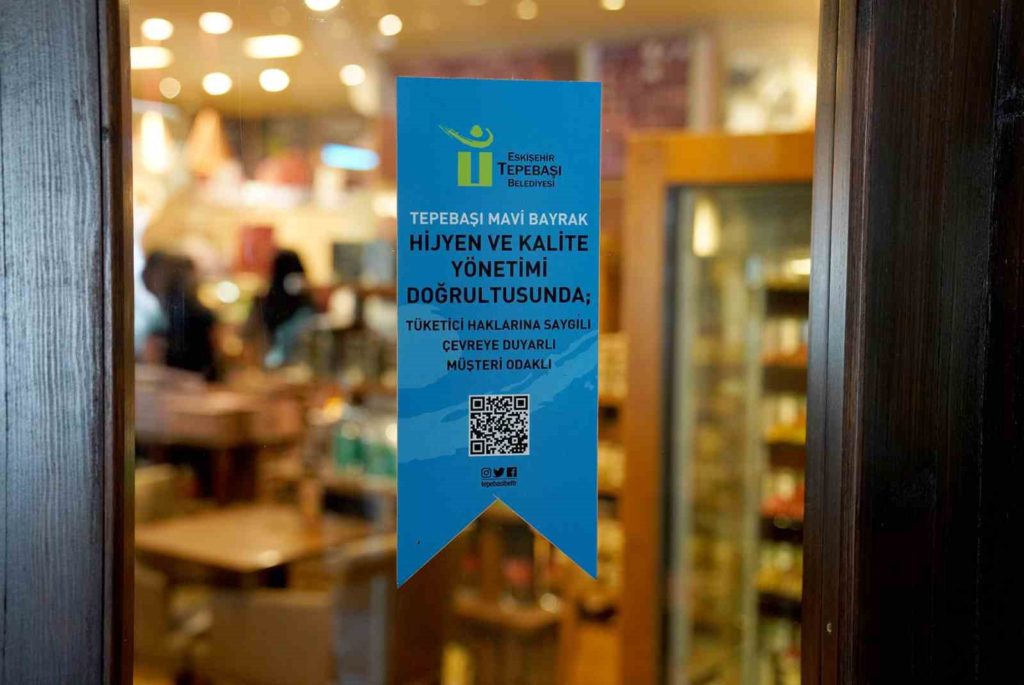 ESKİŞEHİR
TEPEBAŞI
BELEDİYESİ
TEPEBAŞI MAVİ BAYRAK
HİJYEN VE KALİTE
YÖNETİMİ
DOĞRULTUSUNDA;
TÜKETİCİ HAKLARINA SAYGILI
ÇEVREYE DUYARLI
MÜŞTERİ ODAKLI
tepebasibeltr